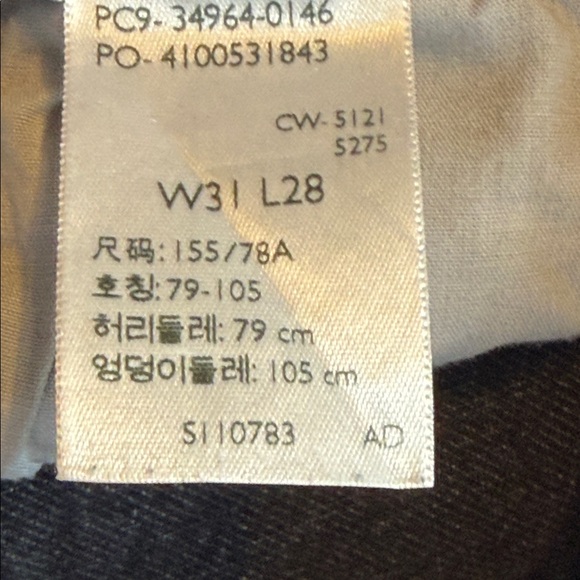 PC9- 34964-0146
PO- 4100531843
CW- 5121
5275
W31 L28
尺码: 155/78A
호칭: 79-105
허리둘레: 79 cm
엉덩이둘레: 105 cm
S110783 AD